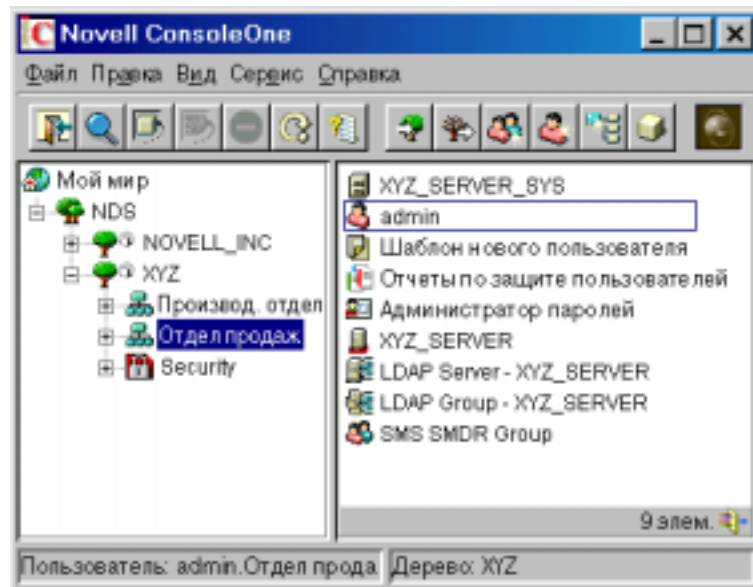 Novell ConsoleOne
Файл Правка Вид Сервис Справка
Мой мир
NDS
NOVELL_INC
XYZ
Производ. отдел
Отдел продаж
Security
XYZ_SERVER_SYS
admin
Шаблон нового пользователя
Отчеты по защите пользователей
Администратор паролей
XYZ_SERVER
LDAP Server - XYZ_SERVER
LDAP Group - XYZ_SERVER
SMS SMDR Group
9 элем.
Пользователь: admin.Отдел прода
Дерево: XYZ